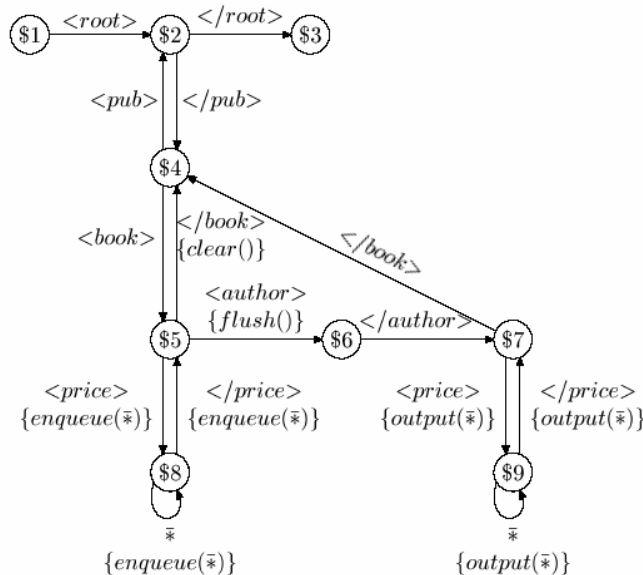 <root>
</root>
$1
$2
$3
<pub>
</pub>
$4
<book>
</book>
{clear()}
</book>
<author>
{flush()}
</author>
$5
$6
$7
<price>
{enqueue(*̄)}
</price>
{enqueue(*̄)}
<price>
{output(*̄)}
</price>
{output(*̄)}
$8
$9
*̄
{enqueue(*̄)}
*̄
{output(*̄)}